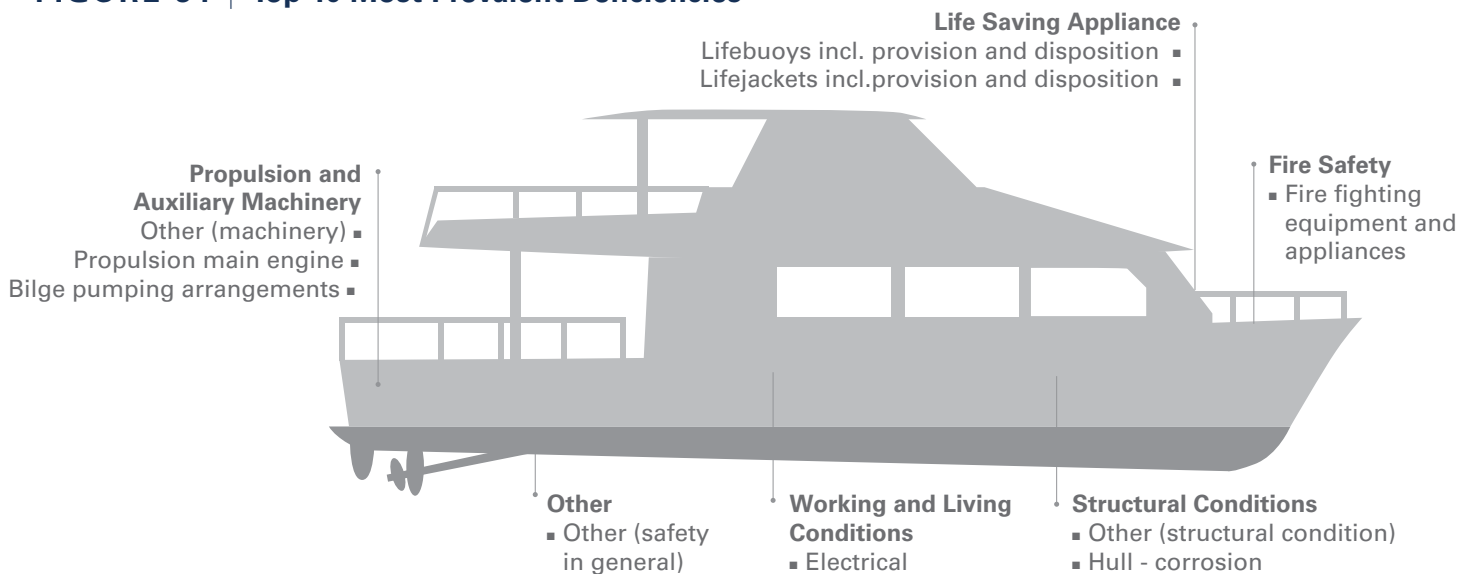 Life Saving Appliance
Lifebuoys incl. provision and disposition ▪
Lifejackets incl.provision and disposition ▪
Propulsion and
Auxiliary Machinery
Other (machinery) ▪
Propulsion main engine ▪
Bilge pumping arrangements ▪
Fire Safety
▪ Fire fighting
equipment and
appliances
Other
▪ Other (safety
in general)
Working and Living
Conditions
▪ Electrical
Structural Conditions
▪ Other (structural condition)
▪ Hull - corrosion